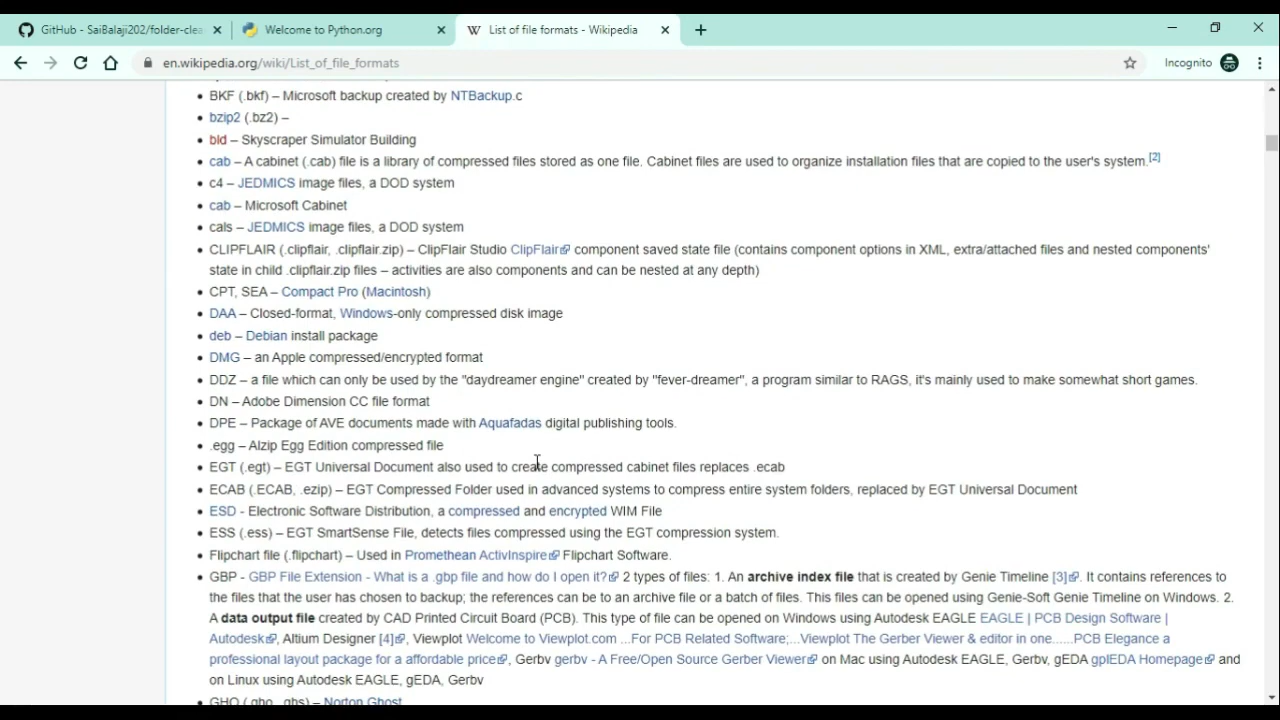 GitHub - SaiBalaji202/folder-clea
Welcome to Python.org
List of file formats - Wikipedia
en.wikipedia.org/wiki/List_of_file_formats
Incognito
BKF (.bkf) – Microsoft backup created by NTBackup.c
bzip2 (.bz2) –
bld – Skyscraper Simulator Building
cab – A cabinet (.cab) file is a library of compressed files stored as one file. Cabinet files are used to organize installation files that are copied to the user's system.[2]
c4 – JEDMICS image files, a DOD system
cab – Microsoft Cabinet
cals – JEDMICS image files, a DOD system
CLIPFLAIR (.clipflair, .clipflair.zip) – ClipFlair Studio ClipFlair component saved state file (contains component options in XML, extra/attached files and nested components'
state in child .clipflair.zip files – activities are also components and can be nested at any depth)
CPT, SEA – Compact Pro (Macintosh)
DAA – Closed-format, Windows-only compressed disk image
deb – Debian install package
DMG – an Apple compressed/encrypted format
DDZ – a file which can only be used by the "daydreamer engine" created by "fever-dreamer", a program similar to RAGS, it's mainly used to make somewhat short games.
DN – Adobe Dimension CC file format
DPE – Package of AVE documents made with Aquafadas digital publishing tools.
.egg – Alzip Egg Edition compressed file
EGT (.egt) – EGT Universal Document also used to create compressed cabinet files replaces .ecab
ECAB (.ECAB, .ezip) – EGT Compressed Folder used in advanced systems to compress entire system folders, replaced by EGT Universal Document
ESD - Electronic Software Distribution, a compressed and encrypted WIM File
ESS (.ess) – EGT SmartSense File, detects files compressed using the EGT compression system.
Flipchart file (.flipchart) – Used in Promethean ActivInspire Flipchart Software.
GBP - GBP File Extension - What is a .gbp file and how do I open it? 2 types of files: 1. An archive index file that is created by Genie Timeline [3]. It contains references to
the files that the user has chosen to backup; the references can be to an archive file or a batch of files. This files can be opened using Genie-Soft Genie Timeline on Windows. 2.
A data output file created by CAD Printed Circuit Board (PCB). This type of file can be opened on Windows using Autodesk EAGLE EAGLE | PCB Design Software |
Autodesk, Altium Designer [4], Viewplot Welcome to Viewplot.com ...For PCB Related Software;...Viewplot The Gerber Viewer & editor in one......PCB Elegance a
professional layout package for a affordable price, Gerbv gerbv - A Free/Open Source Gerber Viewer on Mac using Autodesk EAGLE, Gerbv, gEDA gplEDA Homepage and
on Linux using Autodesk EAGLE, gEDA, Gerbv
GHO (.gho, .ghs) – Norton Ghost